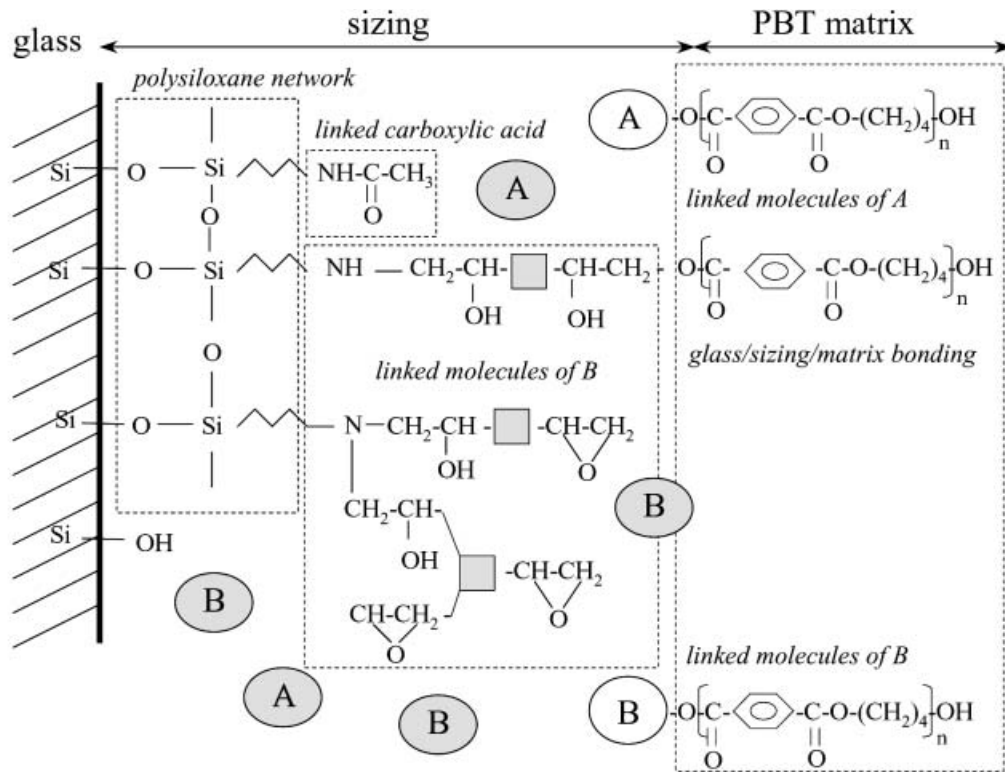 glass sizing PBT matrix
polysiloxane network
linked carboxylic acid
Si O Si NH-C-CH3
O
O
A
A -O-[C- -C-O-(CH2)4-]n OH
O O
linked molecules of A
Si O Si NH — CH2-CH- -CH-CH2 -O-[C- -C-O-(CH2)4-]n OH
OH OH
O O
O
glass/sizing/matrix bonding
linked molecules of B
Si O Si N — CH2-CH- -CH-CH2
OH O
B
CH2-CH
OH
Si OH
-CH-CH2
O
B
CH-CH2
O
A
B
linked molecules of B
B -O-[C- -C-O-(CH2)4-]n OH
O O